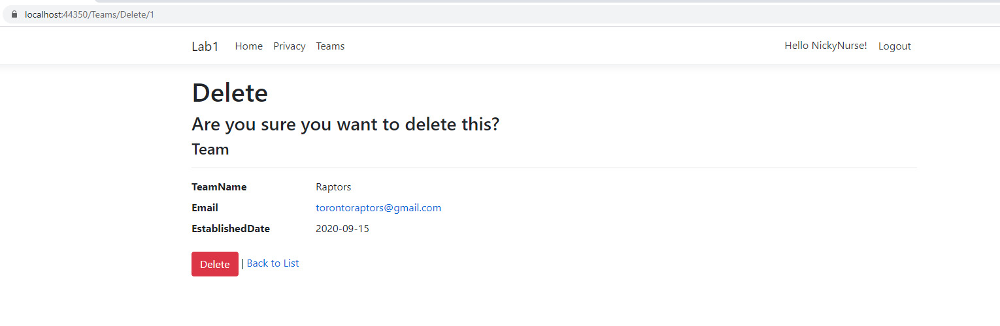 localhost:44350/Teams/Delete/1
Lab1 Home Privacy Teams Hello NickyNurse! Logout
Delete
Are you sure you want to delete this?
Team
TeamName Raptors
Email torontoraptors@gmail.com
EstablishedDate 2020-09-15
Delete | Back to List